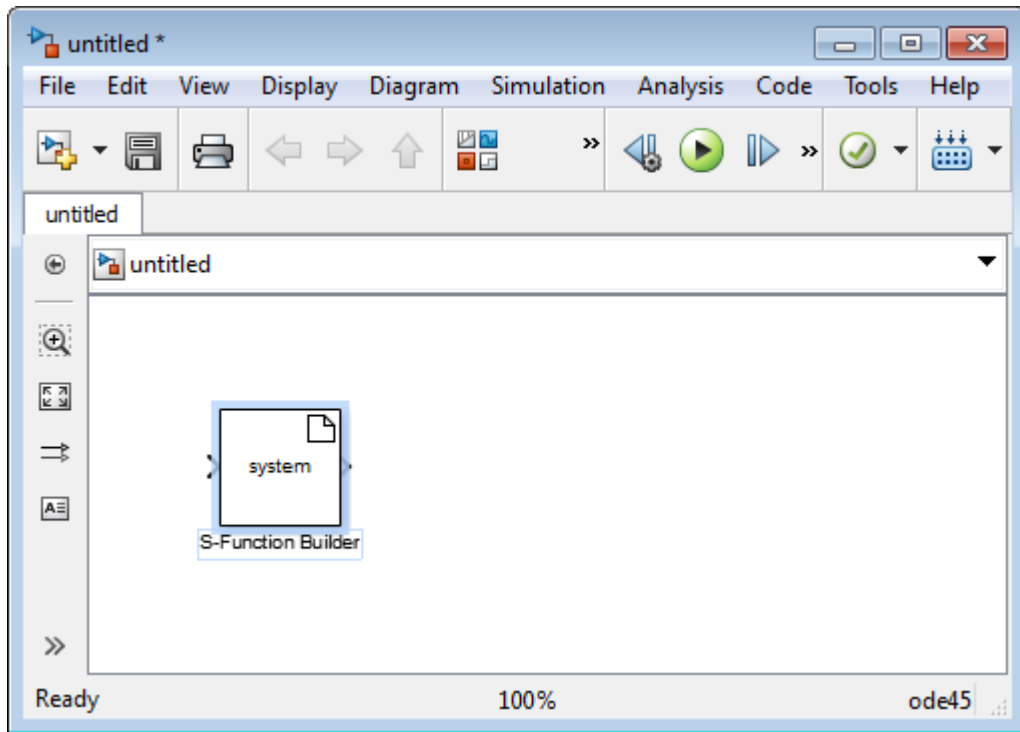 untitled *
File Edit View Display Diagram Simulation Analysis Code Tools Help
untitled
untitled
system
S-Function Builder
Ready 100% ode45